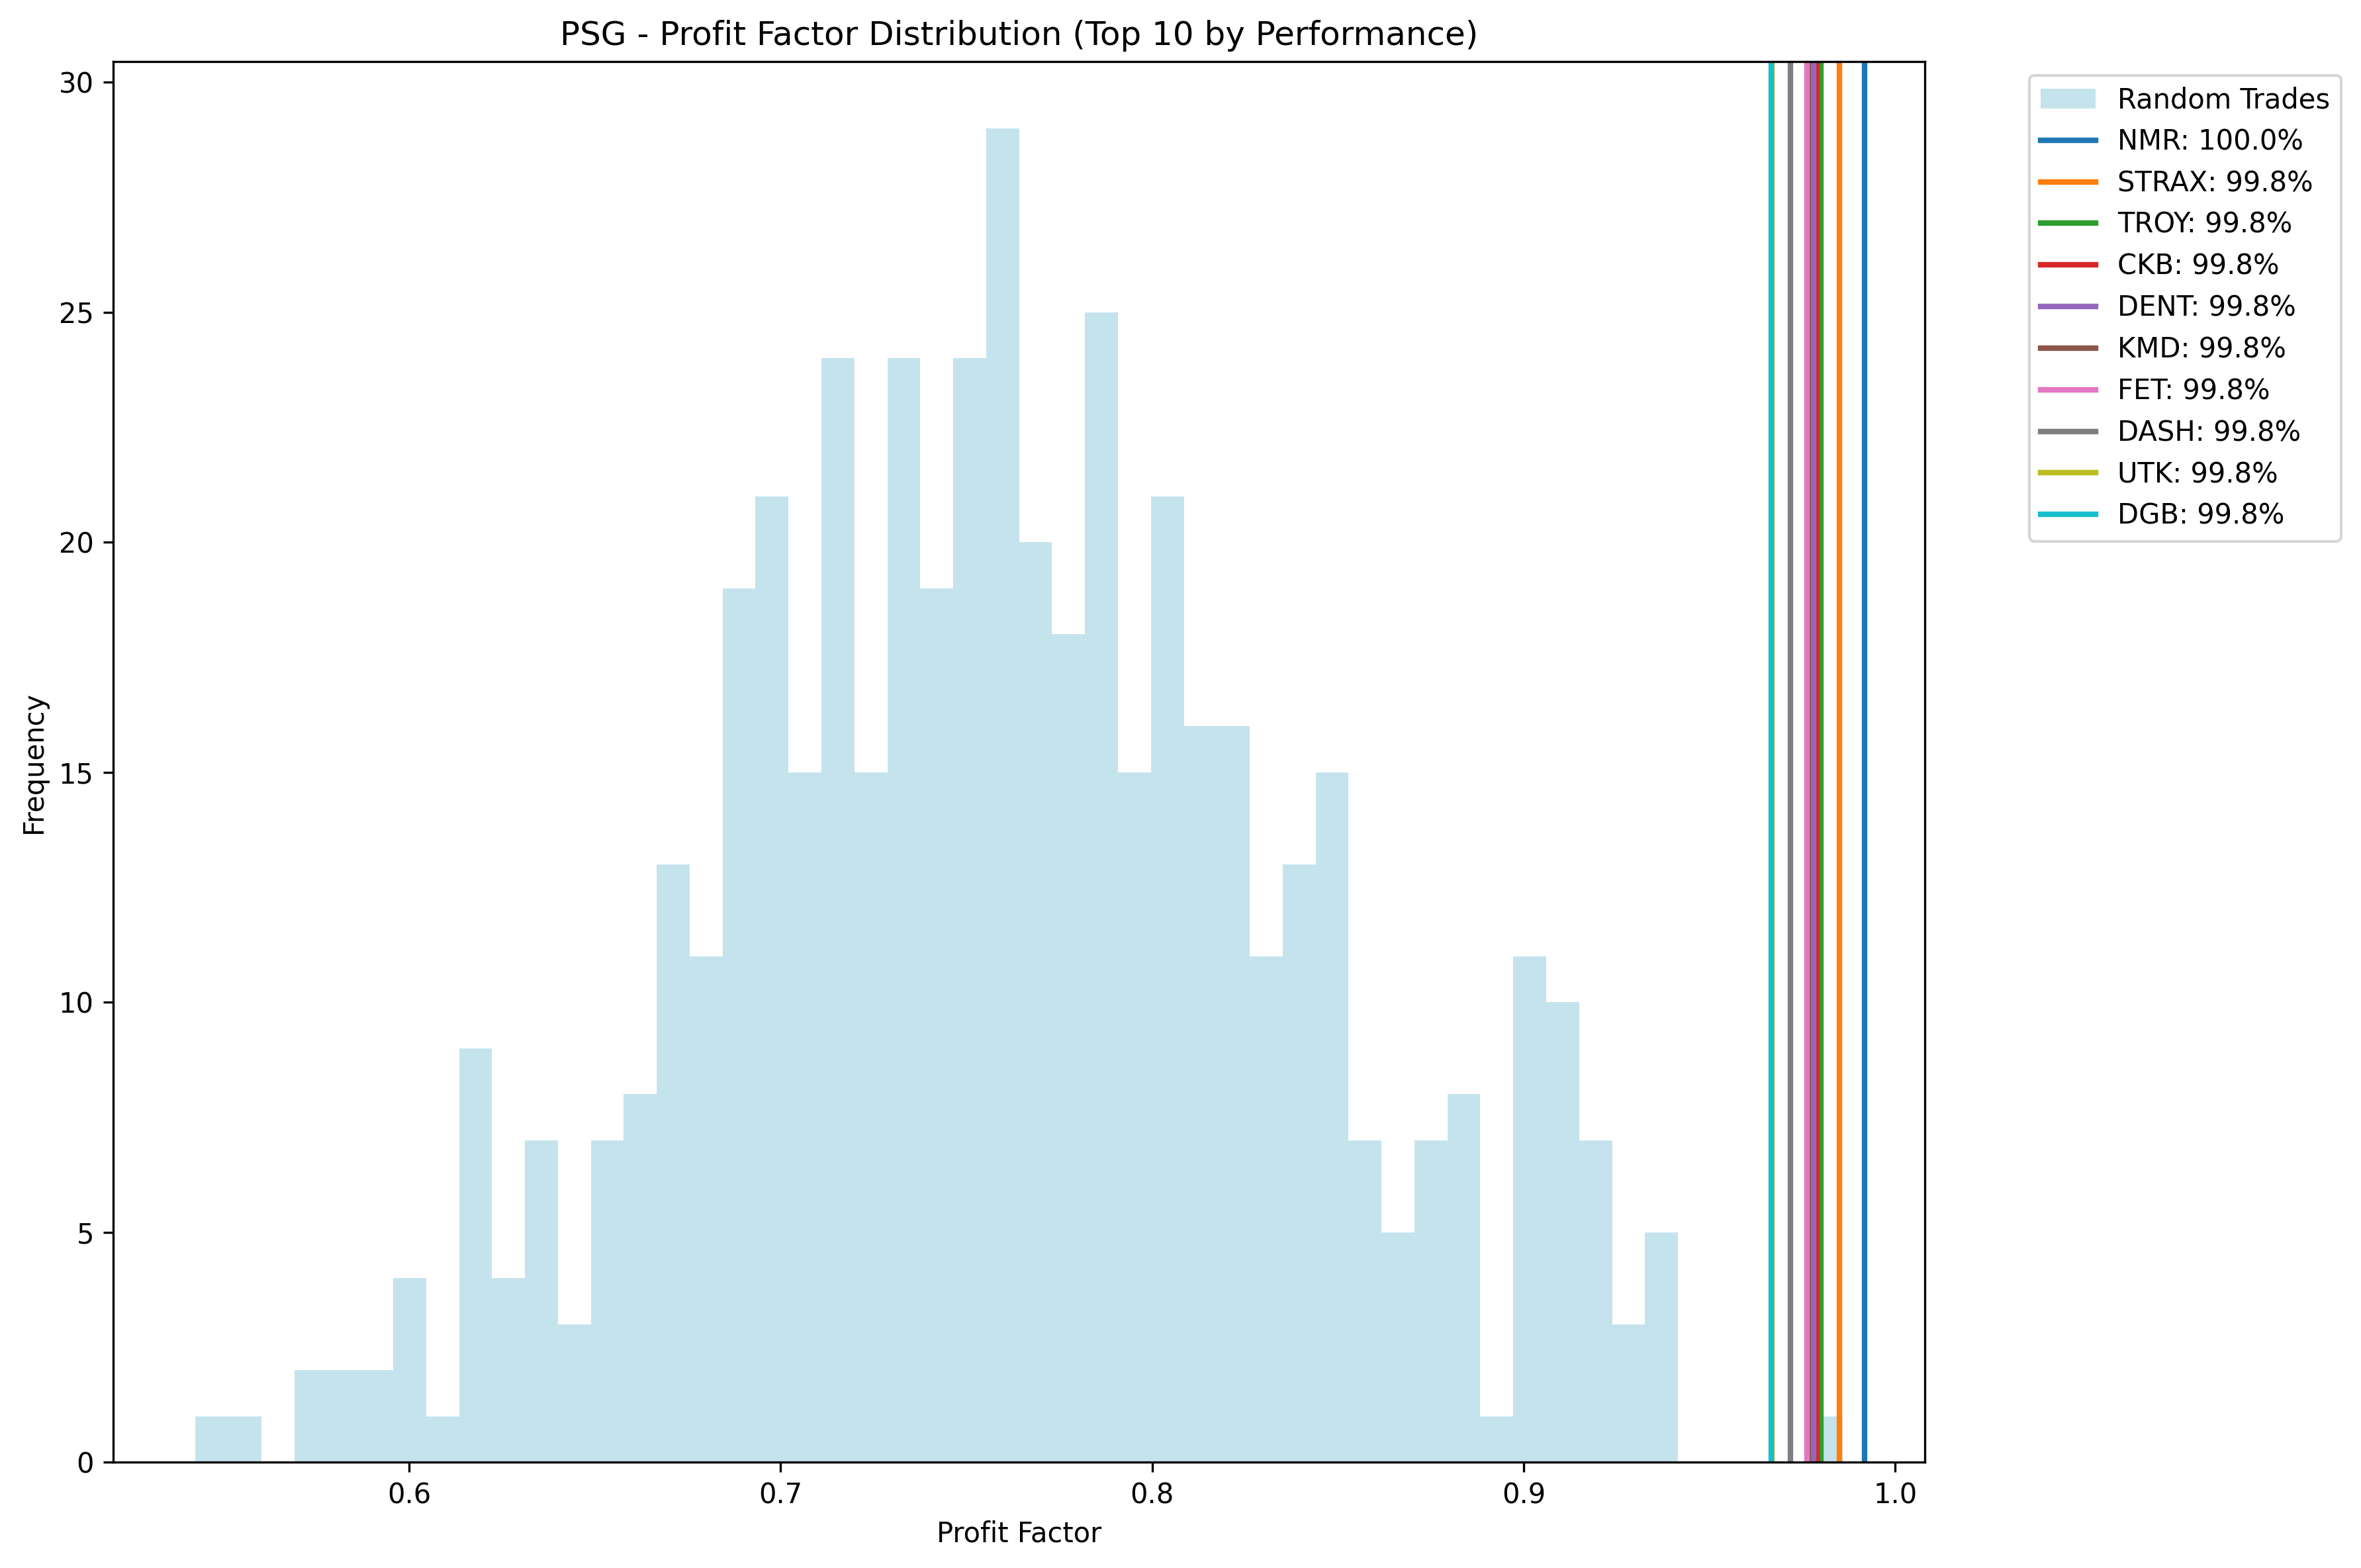 PSG - Profit Factor Distribution (Top 10 by Performance)
30
25
20
15
10
5
0
Frequency
0.6 0.7 0.8 0.9 1.0
Profit Factor
Random Trades
NMR: 100.0%
STRAX: 99.8%
TROY: 99.8%
CKB: 99.8%
DENT: 99.8%
KMD: 99.8%
FET: 99.8%
DASH: 99.8%
UTK: 99.8%
DGB: 99.8%